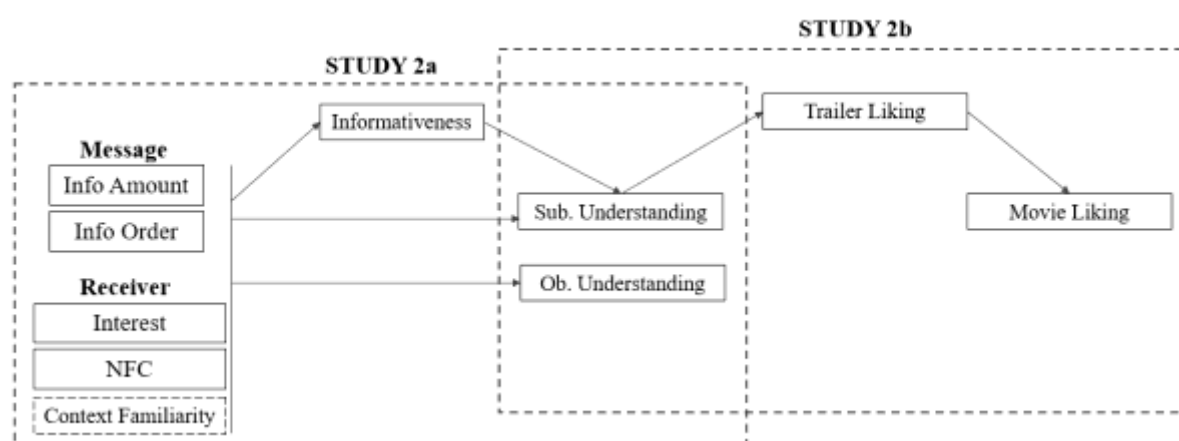 STUDY 2b
STUDY 2a
Trailer Liking
Informativeness
Message
Info Amount
Info Order
Sub. Understanding
Movie Liking
Ob. Understanding
Receiver
Interest
NFC
Context Familiarity